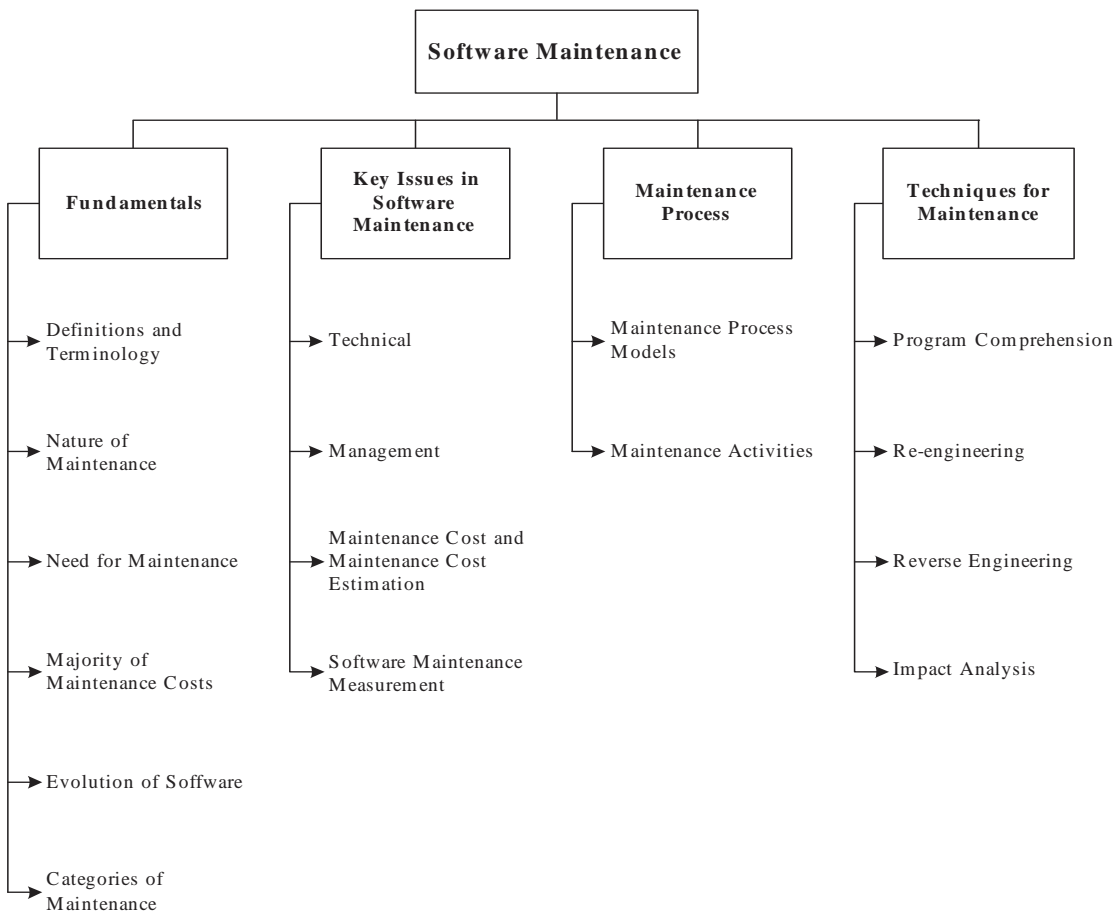 Software Maintenance
Fundamentals
Key Issues in
Software
Maintenance
Maintenance
Process
Techniques for
Maintenance
Definitions and
Terminology
Nature of
Maintenance
Need for Maintenance
Majority of
Maintenance Costs
Evolution of Soffware
Categories of
Maintenance
Technical
Management
Maintenance Cost and
Maintenance Cost
Estimation
Software Maintenance
Measurement
Maintenance Process
Models
Maintenance Activities
Program Comprehension
Re-engineering
Reverse Engineering
Impact Analysis